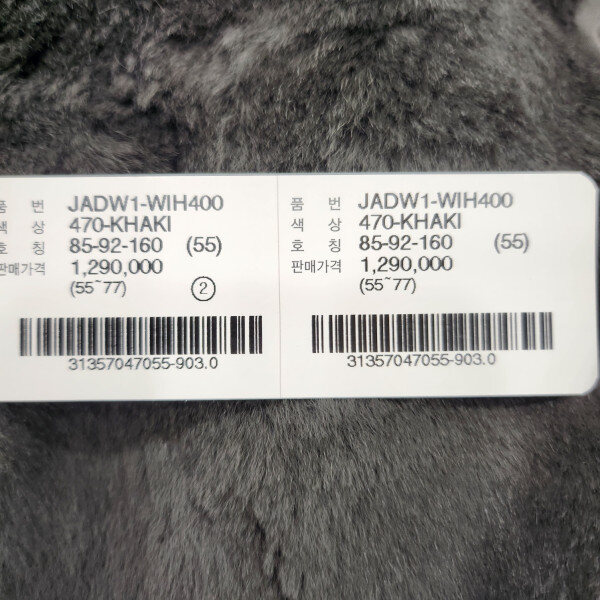 품 번 JADW1-WIH400
색 상 470-KHAKI
호 칭 85-92-160 (55)
판매가격 1,290,000
(55~77) ②
31357047055-903.0
품 번 JADW1-WIH400
색 상 470-KHAKI
호 칭 85-92-160 (55)
판매가격 1,290,000
(55~77)
31357047055-903.0